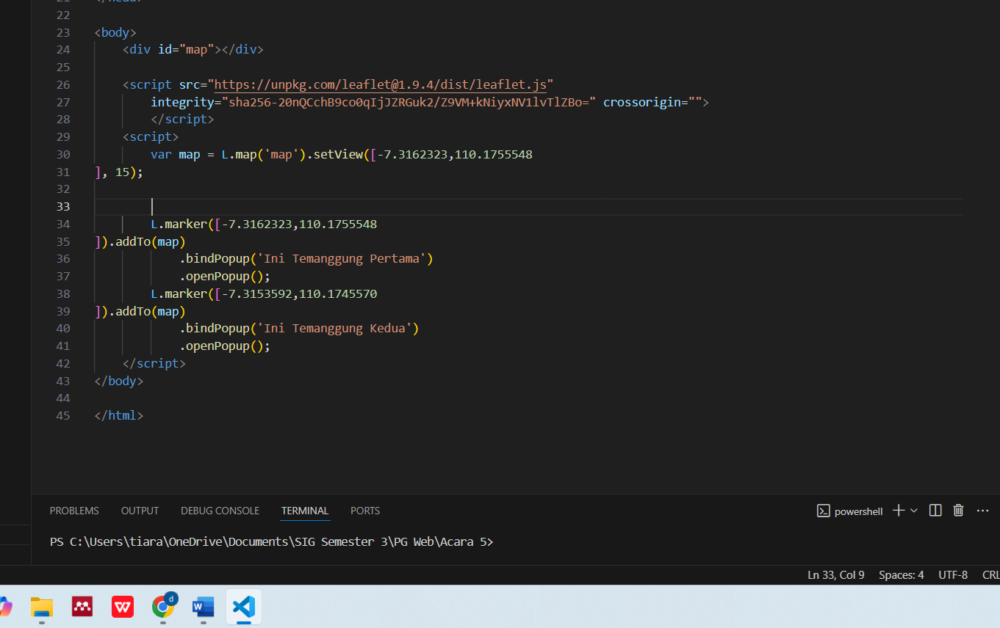 22
23 <body>
24     <div id="map"></div>
25
26     <script src="https://unpkg.com/leaflet@1.9.4/dist/leaflet.js"
27         integrity="sha256-20nQCchB9co0qIjJZRGuk2/Z9VM+kNiyxNV1lvTlZBo=" crossorigin="">
28         </script>
29     <script>
30         var map = L.map('map').setView([-7.3162323,110.1755548
31 ], 15);
32
33
34         L.marker([-7.3162323,110.1755548
35 ]).addTo(map)
36             .bindPopup('Ini Temanggung Pertama')
37             .openPopup();
38         L.marker([-7.3153592,110.1745570
39 ]).addTo(map)
40             .bindPopup('Ini Temanggung Kedua')
41             .openPopup();
42     </script>
43 </body>
44
45 </html>
PROBLEMS OUTPUT DEBUG CONSOLE TERMINAL PORTS powershell
PS C:\Users\tiara\OneDrive\Documents\SIG Semester 3\PG Web\Acara 5>
Ln 33, Col 9 Spaces: 4 UTF-8 CRL
d
W